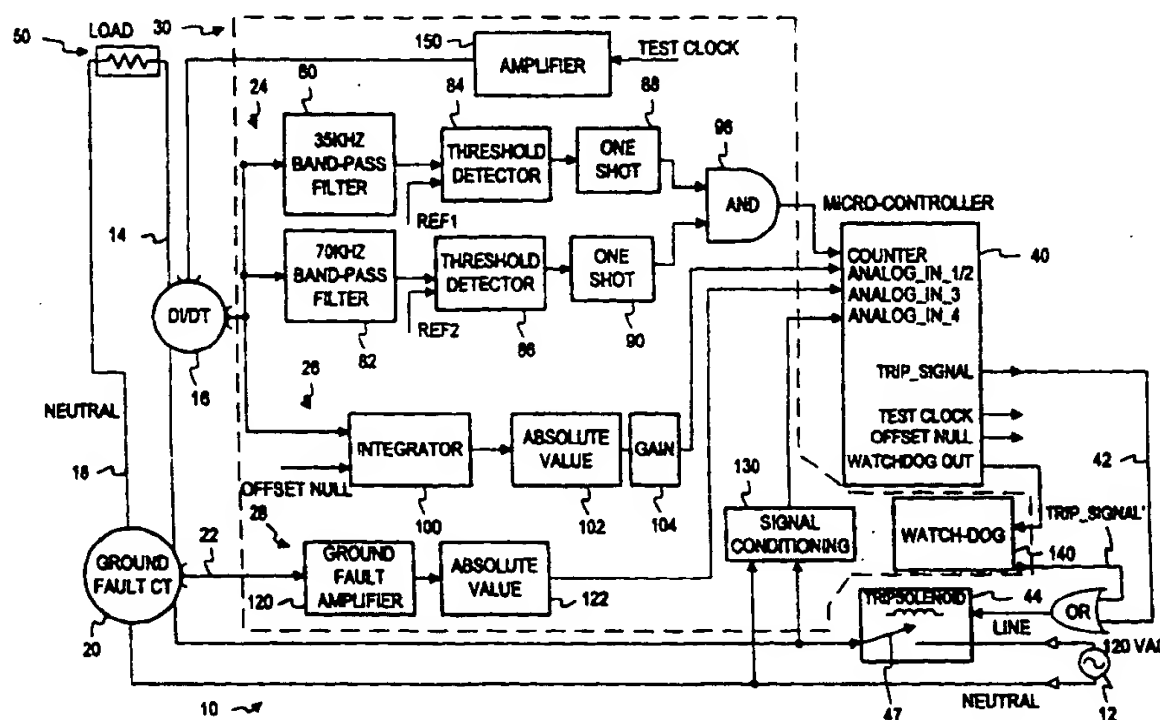 50
LOAD
30
150
AMPLIFIER
TEST CLOCK
24
80
84
88
96
35KHZ
BAND-PASS
FILTER
THRESHOLD
DETECTOR
ONE
SHOT
AND
REF1
MICRO-CONTROLLER
14
70KHZ
BAND-PASS
FILTER
THRESHOLD
DETECTOR
ONE
SHOT
40
COUNTER
ANALOG_IN_1/2
ANALOG_IN_3
ANALOG_IN_4
DI/DT
REF2
16
82
86
90
26
TRIP_SIGNAL
NEUTRAL
TEST CLOCK
OFFSET NULL
WATCHDOG OUT
INTEGRATOR
ABSOLUTE
VALUE
GAIN
42
18
OFFSET NULL
130
100
102
104
28
SIGNAL
CONDITIONING
WATCH-DOG
TRIP_SIGNAL'
140
22
GROUND
FAULT CT
GROUND
FAULT
AMPLIFIER
ABSOLUTE
VALUE
120
122
TRIPSOLEROID
44
OR
20
LINE
120 VA
10
NEUTRAL
47
12